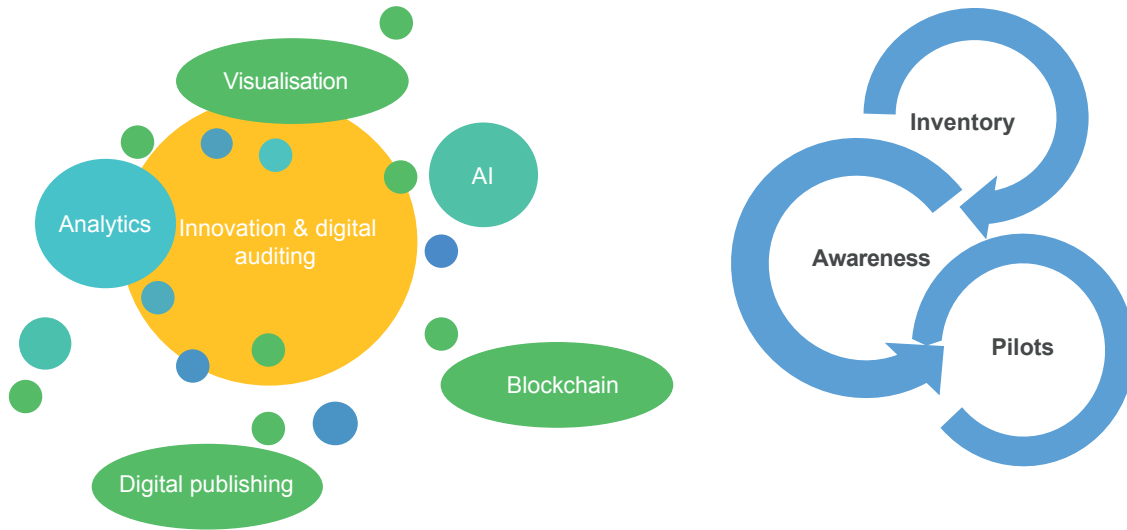 Visualisation
AI
Analytics
Innovation & digital
auditing
Blockchain
Digital publishing
Inventory
Awareness
Pilots